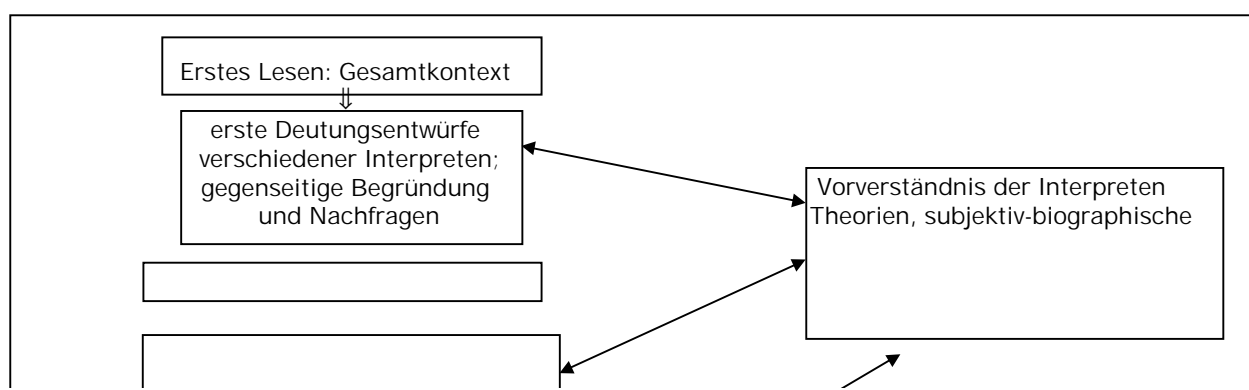 Erstes Lesen: Gesamtkontext
⇓
erste Deutungsentwürfe
verschiedener Interpreten;
gegenseitige Begründung
und Nachfragen
Vorverständnis der Interpreten
Theorien, subjektiv-biographische